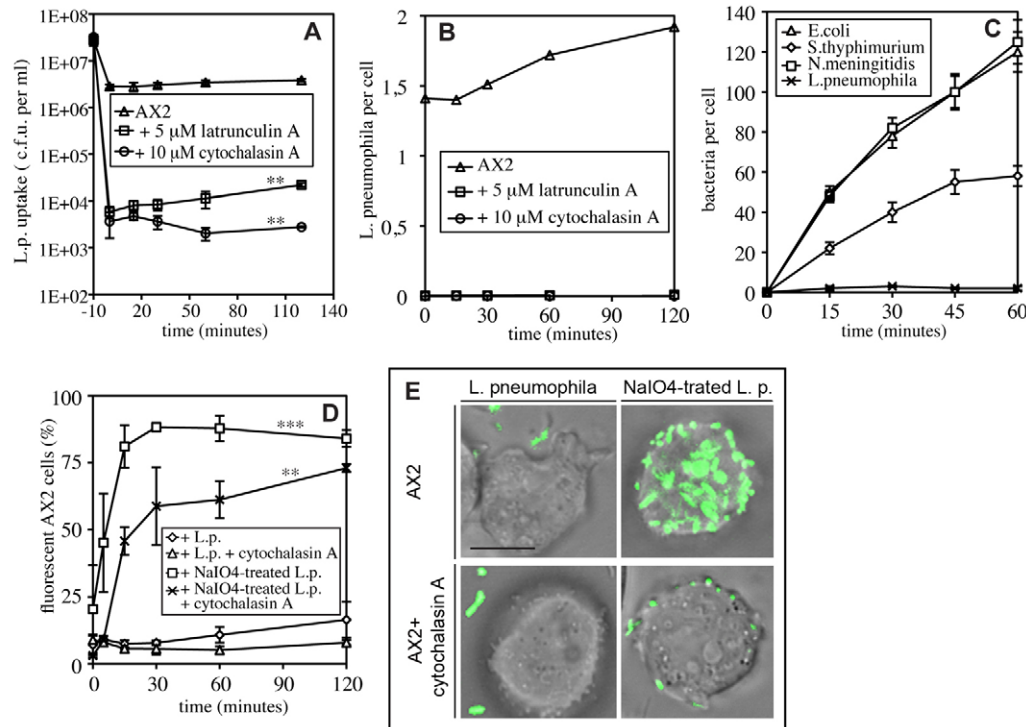 A
L.p. uptake ( c.f.u. per ml)
1E+08
1E+07
1E+06
1E+05
1E+04
1E+03
1E+02
AX2
+ 5 µM latrunculin A
+ 10 µM cytochalasin A
**
**
-10 20 50 80 110 140
time (minutes)
B
L. pneumophila per cell
2
1,5
1
0,5
0
AX2
+ 5 µM latrunculin A
+ 10 µM cytochalasin A
0 30 60 90 120
time (minutes)
C
bacteria per cell
140
120
100
80
60
40
20
0
E.coli
S.thyphimurium
N.meningitidis
L.pneumophila
0 15 30 45 60
time (minutes)
D
fluorescent AX2 cells (%)
100
75
50
25
0
***
**
+ L.p.
+ L.p. + cytochalasin A
+ NaIO4-treated L.p.
+ NaIO4-treated L.p.
+ cytochalasin A
0 30 60 90 120
time (minutes)
E
L. pneumophila
NaIO4-trated L. p.
AX2
AX2+
cytochalasin A